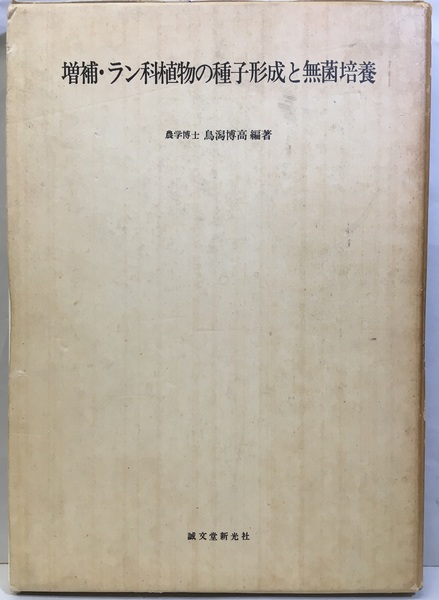 増補・ラン科植物の種子形成と無菌培養
農学博士 鳥潟博高 編著
誠文堂新光社